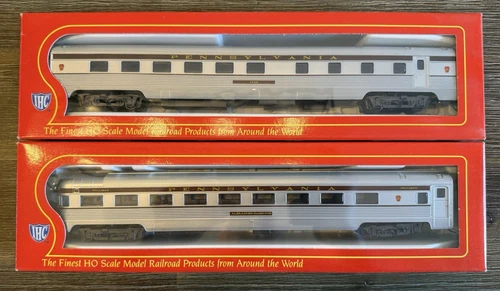 PENNSYLVANIA
IHC
The Finest HO Scale Model Railroad Products from Around the World
PENNSYLVANIA
IHC
The Finest HO Scale Model Railroad Products from Around the World